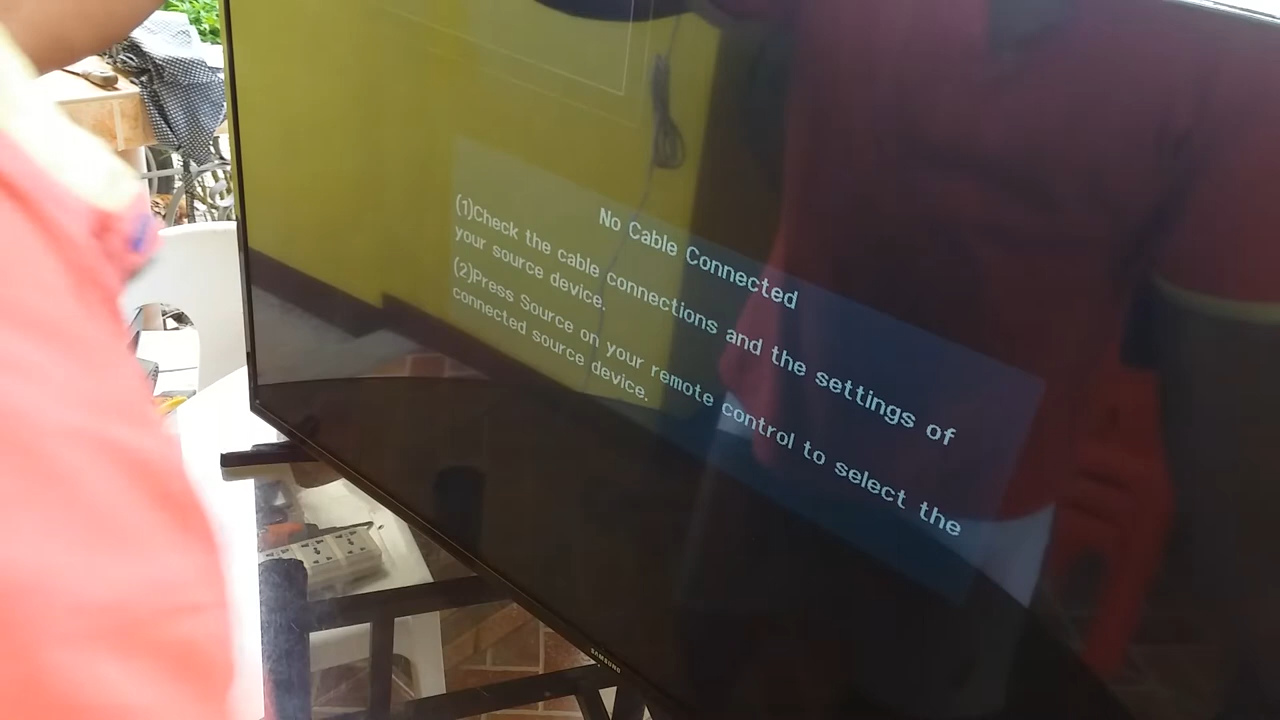 No Cable Connected
(1)Check the cable connections and the settings of
your source device.
(2)Press Source on your remote control to select the
connected source device.
SAMSUNG